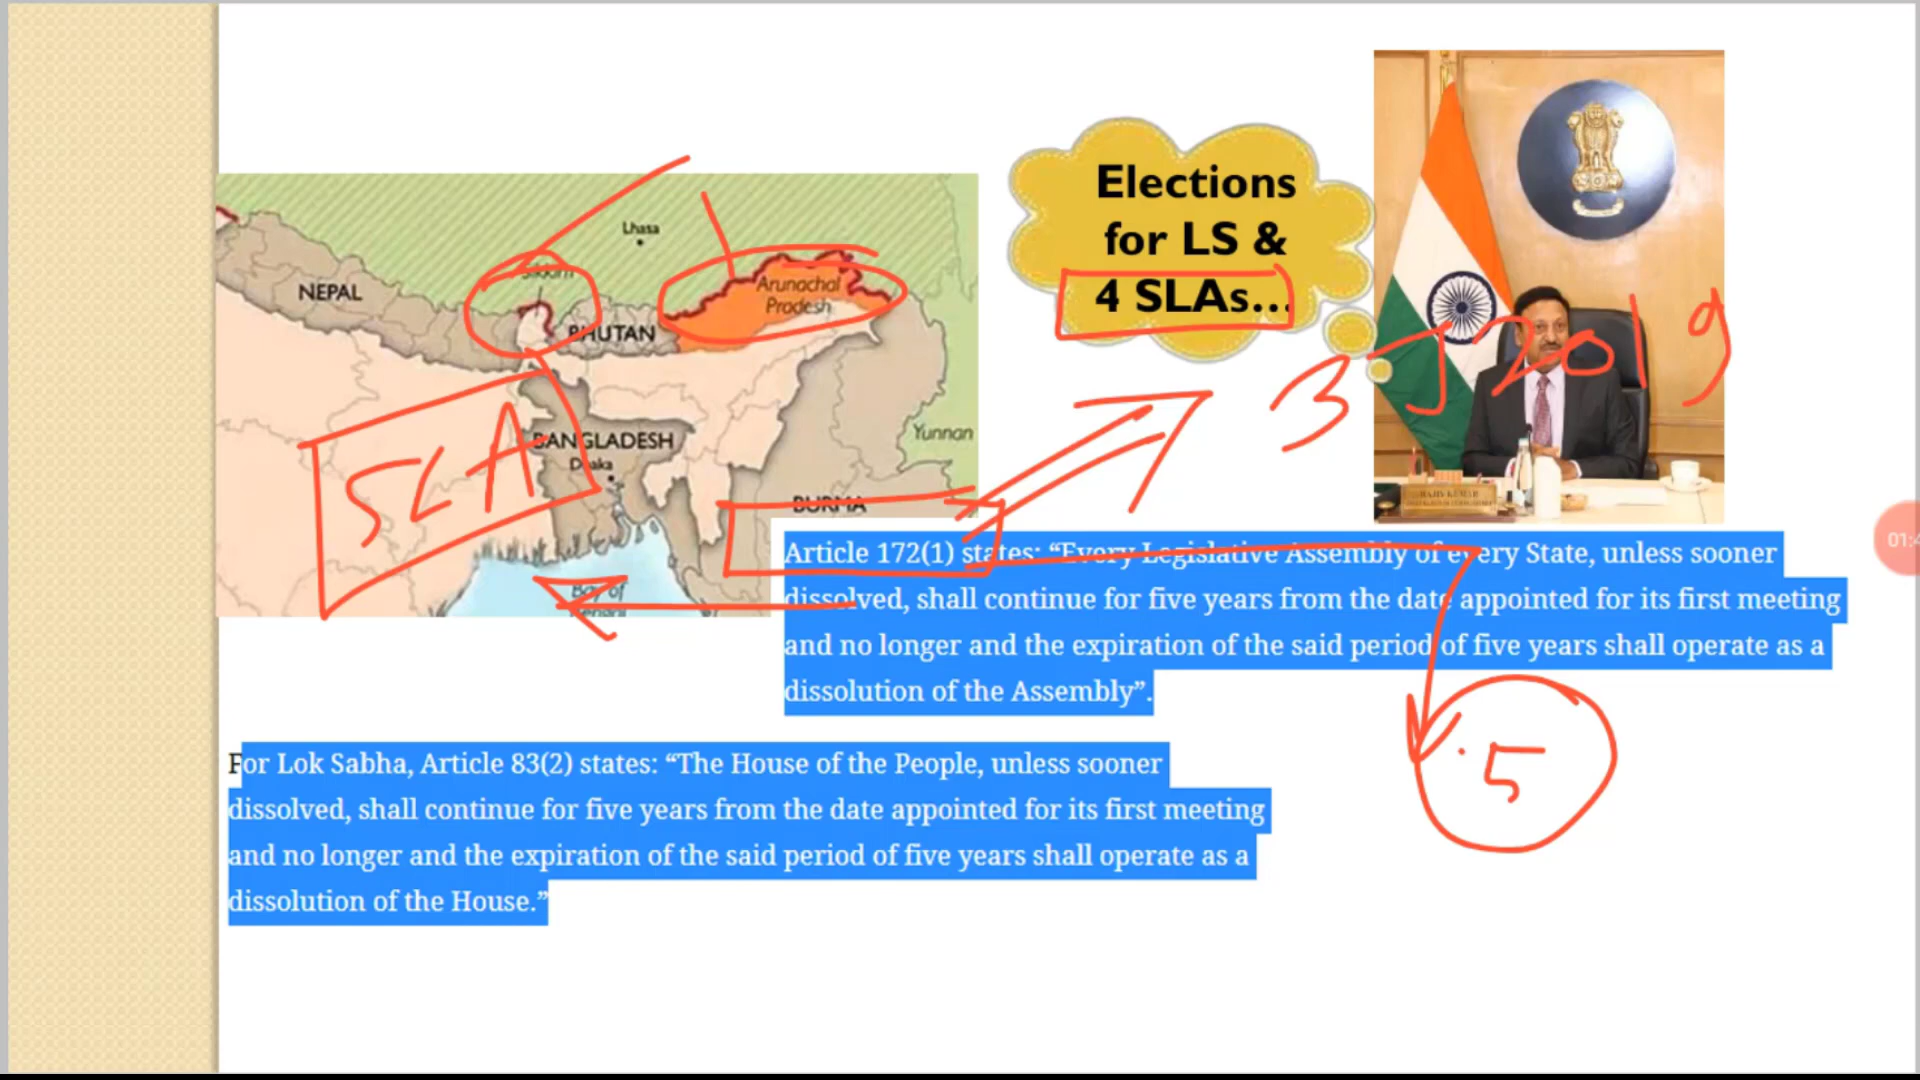 Elections
for LS &
4 SLAs...
Lhasa
Sikkim
Arunachal
Pradesh
NEPAL
BHUTAN
SLA
BANGLADESH
Dhaka
Yunnan
BURMA
Bay of
Bengal
3 J 2019
RAJIV KUMAR
Article 172(1) states: “Every Legislative Assembly of every State, unless sooner
dissolved, shall continue for five years from the date appointed for its first meeting
and no longer and the expiration of the said period of five years shall operate as a
dissolution of the Assembly”.
5
For Lok Sabha, Article 83(2) states: “The House of the People, unless sooner
dissolved, shall continue for five years from the date appointed for its first meeting
and no longer and the expiration of the said period of five years shall operate as a
dissolution of the House.”